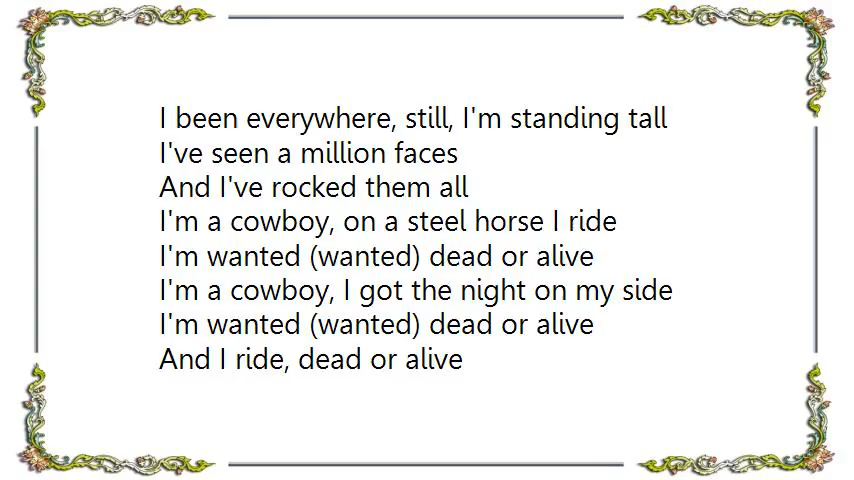 I been everywhere, still, I'm standing tall
I've seen a million faces
And I've rocked them all
I'm a cowboy, on a steel horse I ride
I'm wanted (wanted) dead or alive
I'm a cowboy, I got the night on my side
I'm wanted (wanted) dead or alive
And I ride, dead or alive